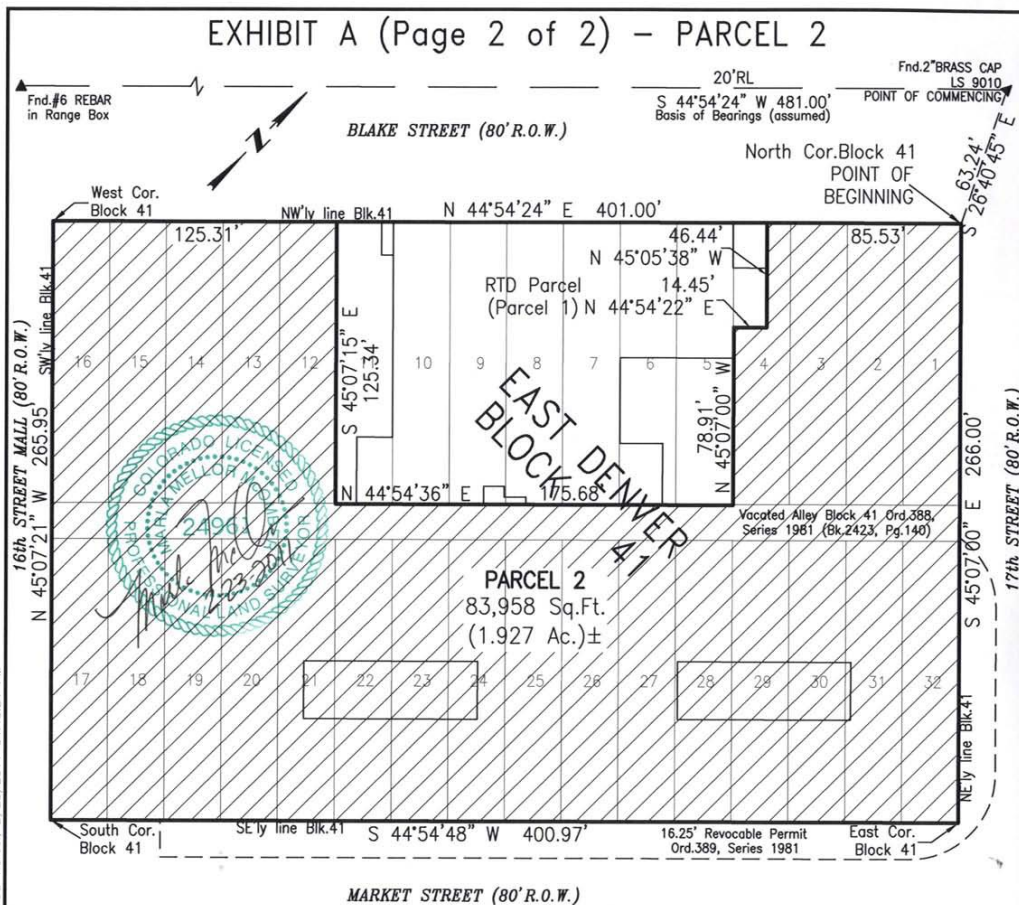 EXHIBIT A (Page 2 of 2) – PARCEL 2
Fnd.#6 REBAR
in Range Box
20'RL
S 44°54'24" W 481.00'
Basis of Bearings (assumed)
Fnd.2"BRASS CAP
LS 9010
POINT OF COMMENCING
BLAKE STREET (80'R.O.W.)
N
S 26°40'45" E
63.24'
North Cor.Block 41
POINT OF
BEGINNING
West Cor.
Block 41
NW'ly line Blk.41
N 44°54'24" E 401.00'
125.31'
46.44'
N 45°05'38" W
85.53'
RTD Parcel
(Parcel 1)
14.45'
N 44°54'22" E
SW'ly line Blk.41
16th STREET MALL (80'R.O.W.)
N 45°07'21" W 265.95'
S 45°07'15" E
125.34'
16 15 14 13 12 10 9 8 7 6 5 4 3 2 1
EAST DENVER
BLOCK 41
78.91'
N 45°07'00" W
N 44°54'36" E 175.68'
Vacated Alley Block 41 Ord.388,
Series 1981 (Bk.2423, Pg.140)
S 45°07'00" E 266.00'
17th STREET (80'R.O.W.)
COLORADO LICENSED
PROFESSIONAL LAND SURVEYOR
24961
2-23-2017
PARCEL 2
83,958 Sq.Ft.
(1.927 Ac.)±
17 18 19 20 21 22 23 24 25 26 27 28 29 30 31 32
NE'ly line Blk.41
South Cor.
Block 41
SE'ly line Blk.41
S 44°54'48" W 400.97'
16.25' Revocable Permit
Ord.389, Series 1981
East Cor.
Block 41
MARKET STREET (80'R.O.W.)